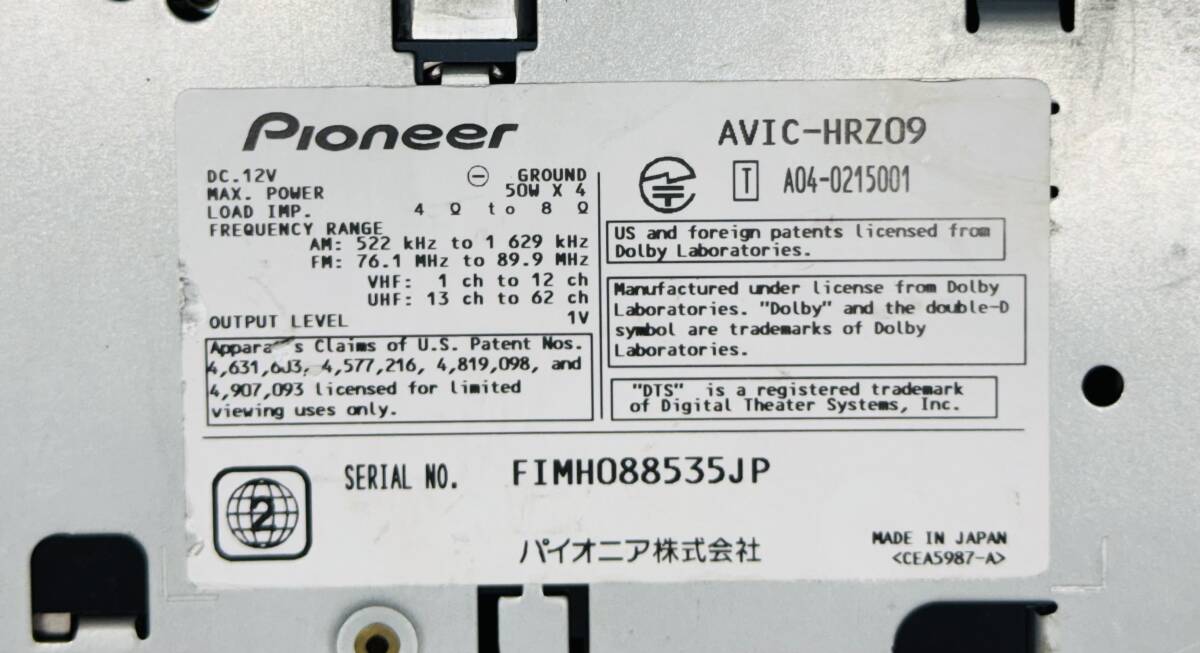 Pioneer
DC.12V ⊖ GROUND
MAX. POWER 50W X 4
LOAD IMP. 4 Ω to 8 Ω
FREQUENCY RANGE
AM: 522 kHz to 1 629 kHz
FM: 76.1 MHz to 89.9 MHz
VHF: 1 ch to 12 ch
UHF: 13 ch to 62 ch
OUTPUT LEVEL 1V
Claims of U.S. Patent Nos.
4,577,216, 4,819,098, and
4,907,093 licensed for limited
viewing uses only.
AVIC-HRZ09
T A04-0215001
US and foreign patents licensed from
Dolby Laboratories.
Manufactured under license from Dolby
Laboratories. "Dolby" and the double-D
symbol are trademarks of Dolby
Laboratories.
"DTS" is a registered trademark
of Digital Theater Systems, Inc.
2
SERIAL NO. FIMH088535JP
パイオニア株式会社
MADE IN JAPAN
<CEA5987-A>